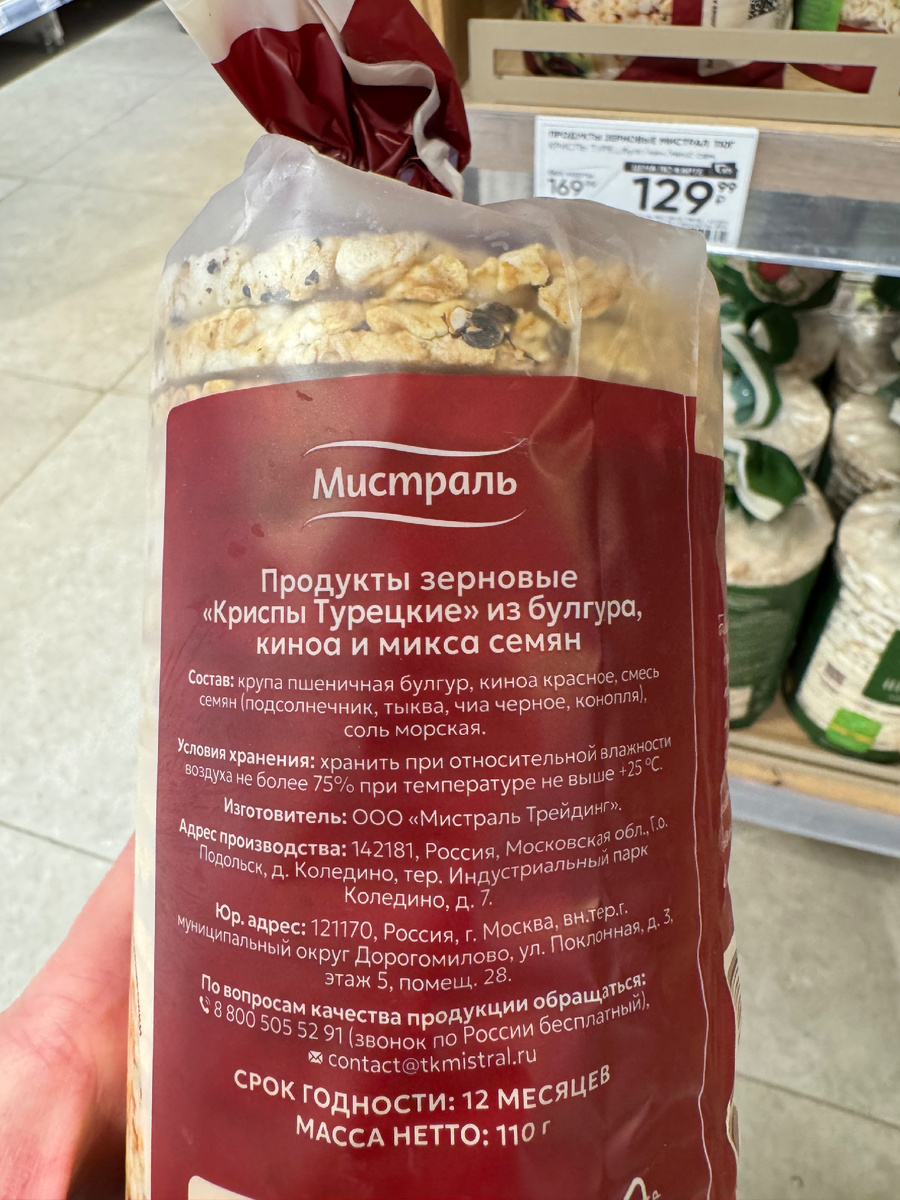 ПРОДУКТЫ ЗЕРНОВЫЕ МИСТРАЛЬ 110Г
169
129 99
₽
Мистраль
Продукты зерновые
«Криспы Турецкие» из булгура,
киноа и микса семян
Состав: крупа пшеничная булгур, киноа красное, смесь
семян (подсолнечник, тыква, чиа черное, конопля),
соль морская.
Условия хранения: хранить при относительной влажности
воздуха не более 75% при температуре не выше +25 °С.
Изготовитель: ООО «Мистраль Трейдинг».
Адрес производства: 142181, Россия, Московская обл., Г.о.
Подольск, д. Коледино, тер. Индустриальный парк
Коледино, д. 7.
Юр. адрес: 121170, Россия, г. Москва, вн.тер.г.
муниципальный округ Дорогомилово, ул. Поклонная, д. 3,
этаж 5, помещ. 28.
По вопросам качества продукции обращаться:
8 800 505 52 91 (звонок по России бесплатный),
contact@tkmistral.ru
СРОК ГОДНОСТИ: 12 МЕСЯЦЕВ
МАССА НЕТТО: 110 г